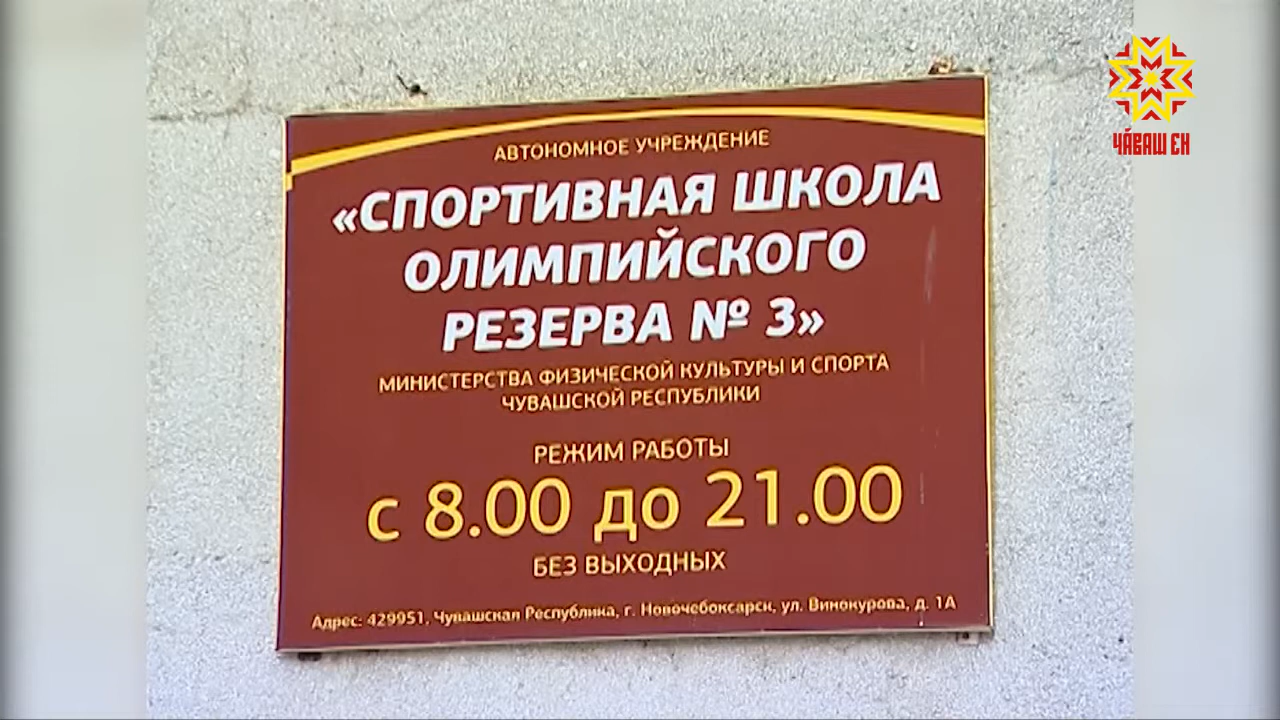 ЧӐВАШ ЕН
АВТОНОМНОЕ УЧРЕЖДЕНИЕ
«СПОРТИВНАЯ ШКОЛА
ОЛИМПИЙСКОГО
РЕЗЕРВА № 3»
МИНИСТЕРСТВА ФИЗИЧЕСКОЙ КУЛЬТУРЫ И СПОРТА
ЧУВАШСКОЙ РЕСПУБЛИКИ
РЕЖИМ РАБОТЫ
с 8.00 до 21.00
БЕЗ ВЫХОДНЫХ
Адрес: 429951, Чувашская Республика, г. Новочебоксарск, ул. Винокурова, д. 1А